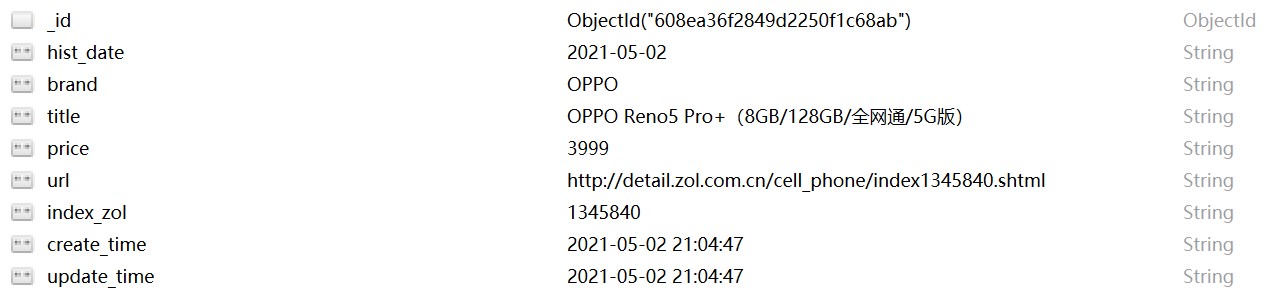 _id ObjectId("608ea36f2849d2250f1c68ab") ObjectId
hist_date 2021-05-02 String
brand OPPO String
title OPPO Reno5 Pro+（8GB/128GB/全网通/5G版） String
price 3999 String
url http://detail.zol.com.cn/cell_phone/index1345840.shtml String
index_zol 1345840 String
create_time 2021-05-02 21:04:47 String
update_time 2021-05-02 21:04:47 String